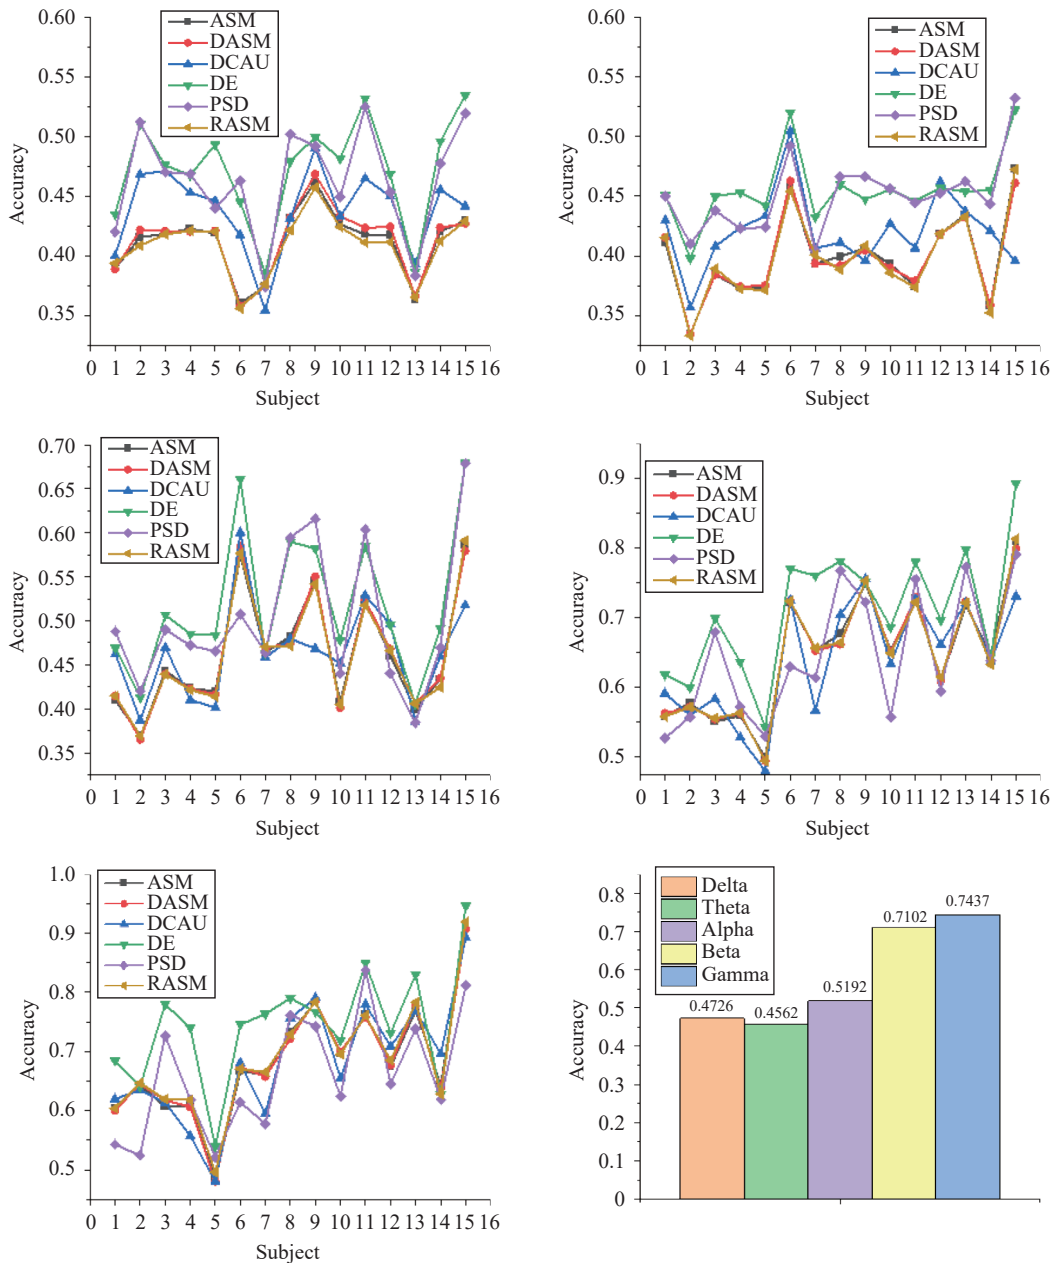 0.60
0.55
0.50
0.45
0.40
0.35
Accuracy
ASM
DASM
DCAU
DE
PSD
RASM
0 1 2 3 4 5 6 7 8 9 10 11 12 13 14 15 16
Subject
0.60
0.55
0.50
0.45
0.40
0.35
Accuracy
ASM
DASM
DCAU
DE
PSD
RASM
0 1 2 3 4 5 6 7 8 9 10 11 12 13 14 15 16
Subject
0.70
0.65
0.60
0.55
0.50
0.45
0.40
0.35
Accuracy
ASM
DASM
DCAU
DE
PSD
RASM
0 1 2 3 4 5 6 7 8 9 10 11 12 13 14 15 16
Subject
0.9
0.8
0.7
0.6
0.5
Accuracy
ASM
DASM
DCAU
DE
PSD
RASM
0 1 2 3 4 5 6 7 8 9 10 11 12 13 14 15 16
Subject
1.0
0.9
0.8
0.7
0.6
0.5
Accuracy
ASM
DASM
DCAU
DE
PSD
RASM
0 1 2 3 4 5 6 7 8 9 10 11 12 13 14 15 16
Subject
0.8
0.7
0.6
0.5
0.4
0.3
0.2
0.1
0
Accuracy
Delta
Theta
Alpha
Beta
Gamma
0.4726
0.4562
0.5192
0.7102
0.7437